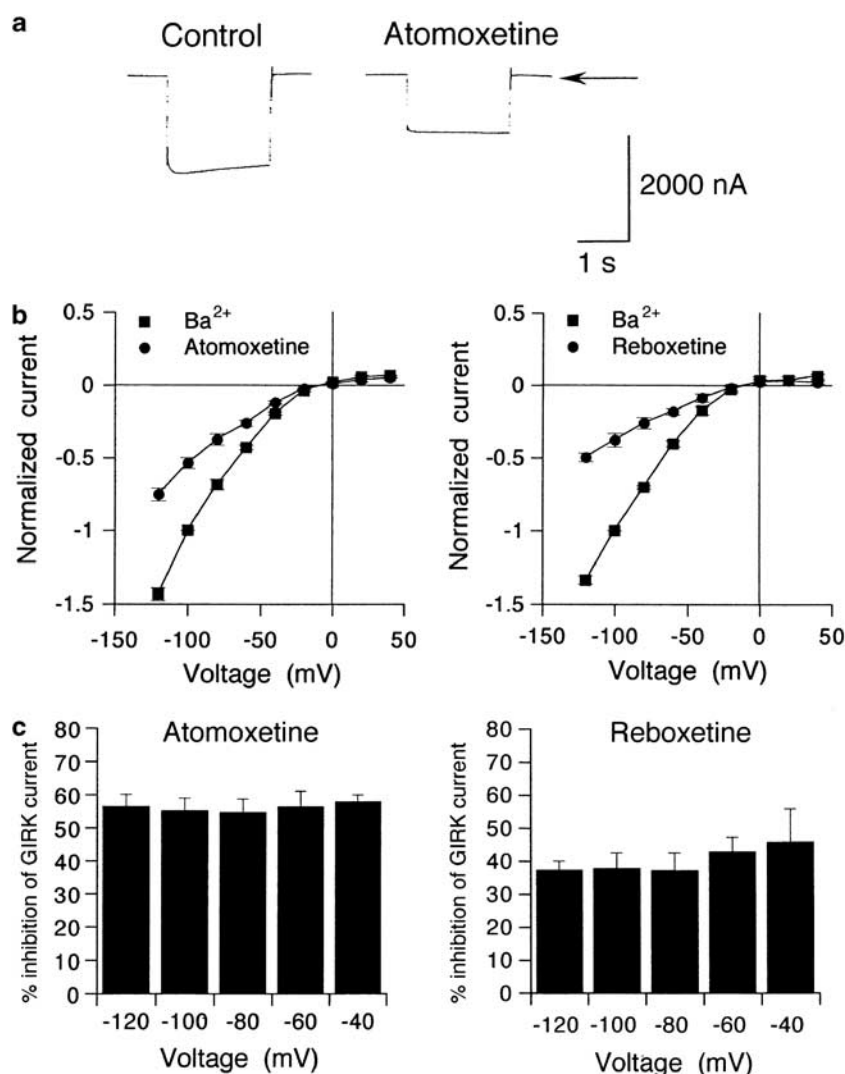 a
Control Atomoxetine
2000 nA
1 s
b
0.5
0
-0.5
-1
-1.5
Normalized current
Ba²⁺
Atomoxetine
-150 -100 -50 0 50
Voltage (mV)
0.5
0
-0.5
-1
-1.5
Normalized current
Ba²⁺
Reboxetine
-150 -100 -50 0 50
Voltage (mV)
c
Atomoxetine
80
70
60
50
40
30
20
10
0
% inhibition of GIRK current
-120 -100 -80 -60 -40
Voltage (mV)
Reboxetine
80
70
60
50
40
30
20
10
0
% inhibition of GIRK current
-120 -100 -80 -60 -40
Voltage (mV)